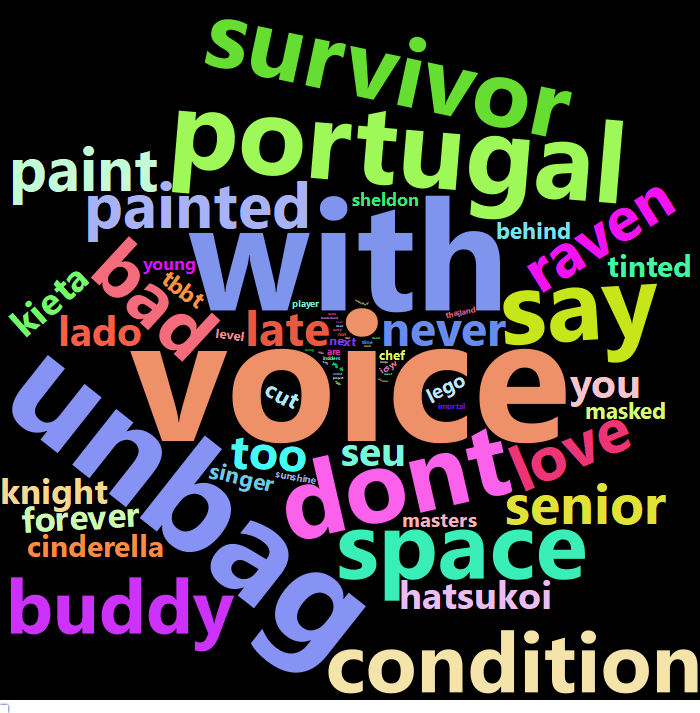 survivor
portugal
paint
painted
sheldon
with
behind
raven
tinted
young
tbbt
bad
kieta
player
say
thailand
lado
level
late
never
next
are
chef
voice
you
cut
lego
imortal
masked
unbag
too
seu
dont
love
singer
sunshine
knight
senior
forever
masters
cinderella
space
hatsukoi
buddy
condition